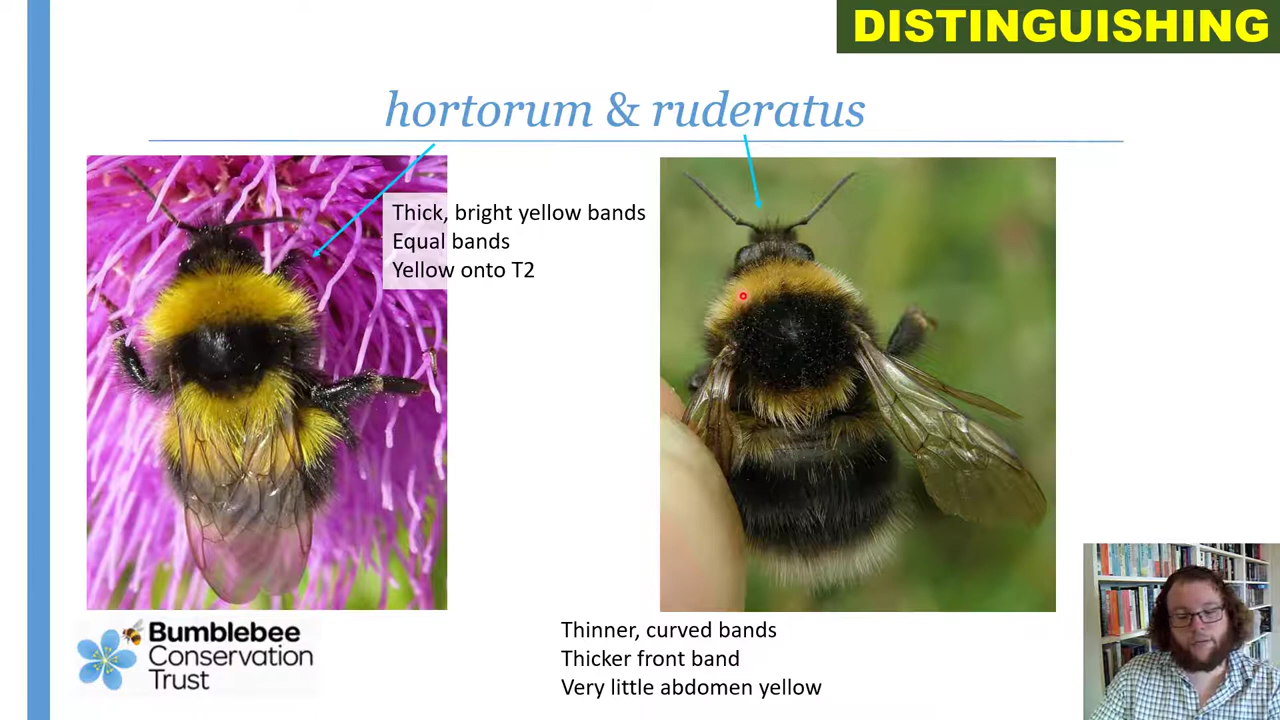 DISTINGUISHING
hortorum & ruderatus
Thick, bright yellow bands
Equal bands
Yellow onto T2
Thinner, curved bands
Thicker front band
Very little abdomen yellow
Bumblebee
Conservation
Trust